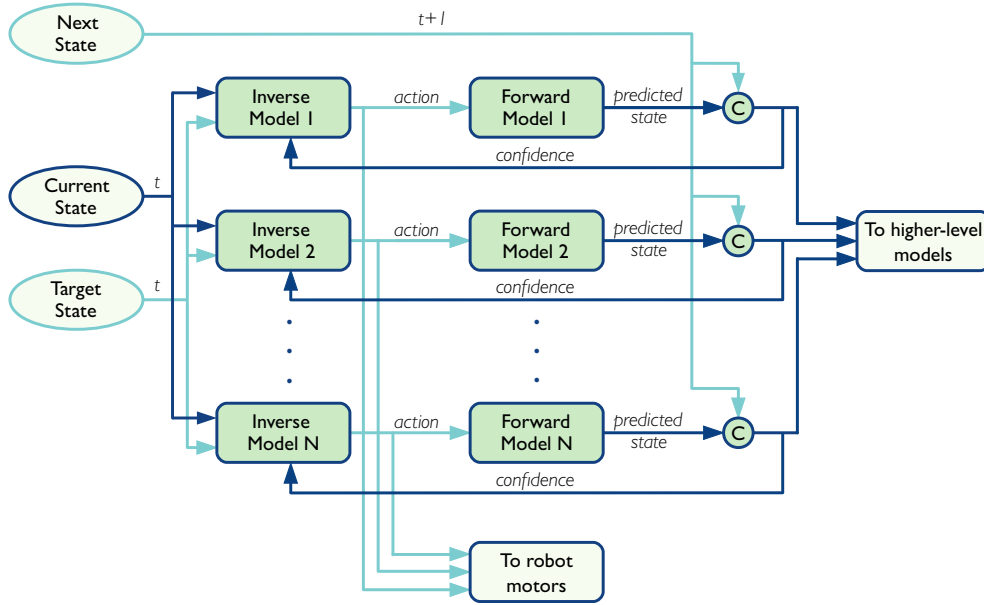 Next
State
t+1
Inverse
Model 1
action
Forward
Model 1
predicted
state
C
confidence
Current
State
t
Inverse
Model 2
action
Forward
Model 2
predicted
state
C
confidence
To higher-level
models
Target
State
t
Inverse
Model N
action
Forward
Model N
predicted
state
C
confidence
To robot
motors